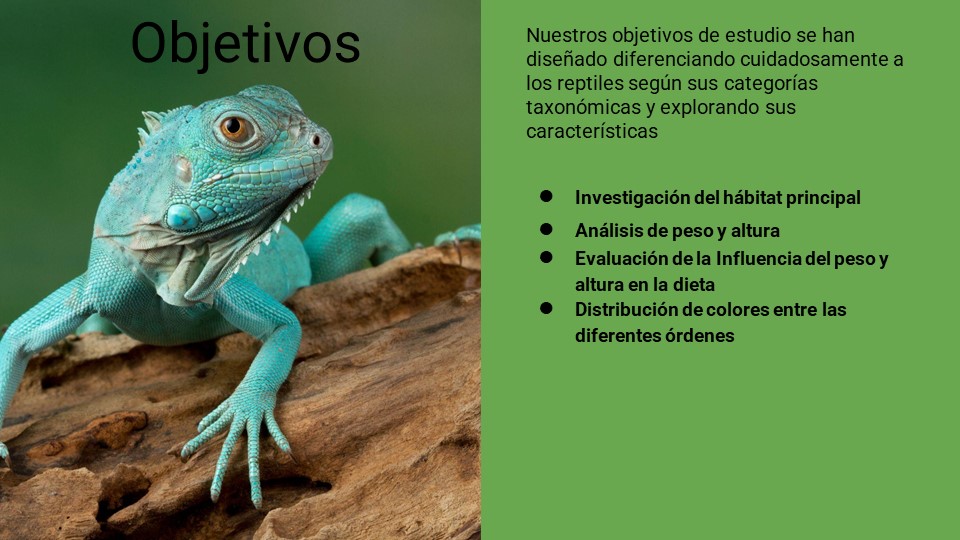 Objetivos
Nuestros objetivos de estudio se han
diseñado diferenciando cuidadosamente a
los reptiles según sus categorías
taxonómicas y explorando sus
características
● Investigación del hábitat principal
● Análisis de peso y altura
● Evaluación de la Influencia del peso y
altura en la dieta
● Distribución de colores entre las
diferentes órdenes